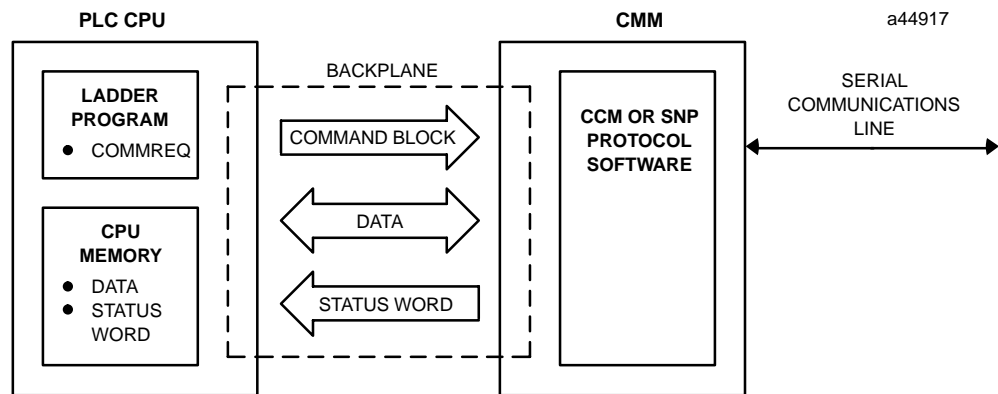 PLC CPU
CMM
a44917
LADDER
PROGRAM
● COMMREQ
CPU
MEMORY
● DATA
● STATUS
WORD
BACKPLANE
COMMAND BLOCK
DATA
STATUS WORD
CCM OR SNP
PROTOCOL
SOFTWARE
SERIAL
COMMUNICATIONS
LINE